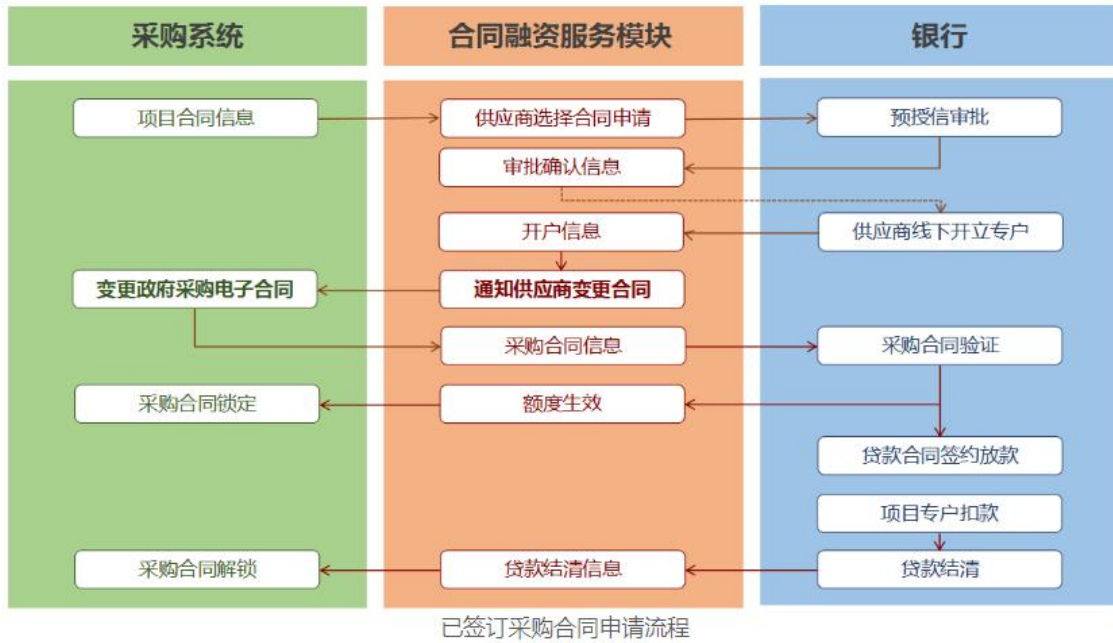 采购系统
合同融资服务模块
银行
项目合同信息
供应商选择合同申请
预授信审批
审批确认信息
开户信息
供应商线下开立专户
变更政府采购电子合同
通知供应商变更合同
采购合同信息
采购合同验证
采购合同锁定
额度生效
贷款合同签约放款
项目专户扣款
采购合同解锁
贷款结清信息
贷款结清
已签订采购合同申请流程